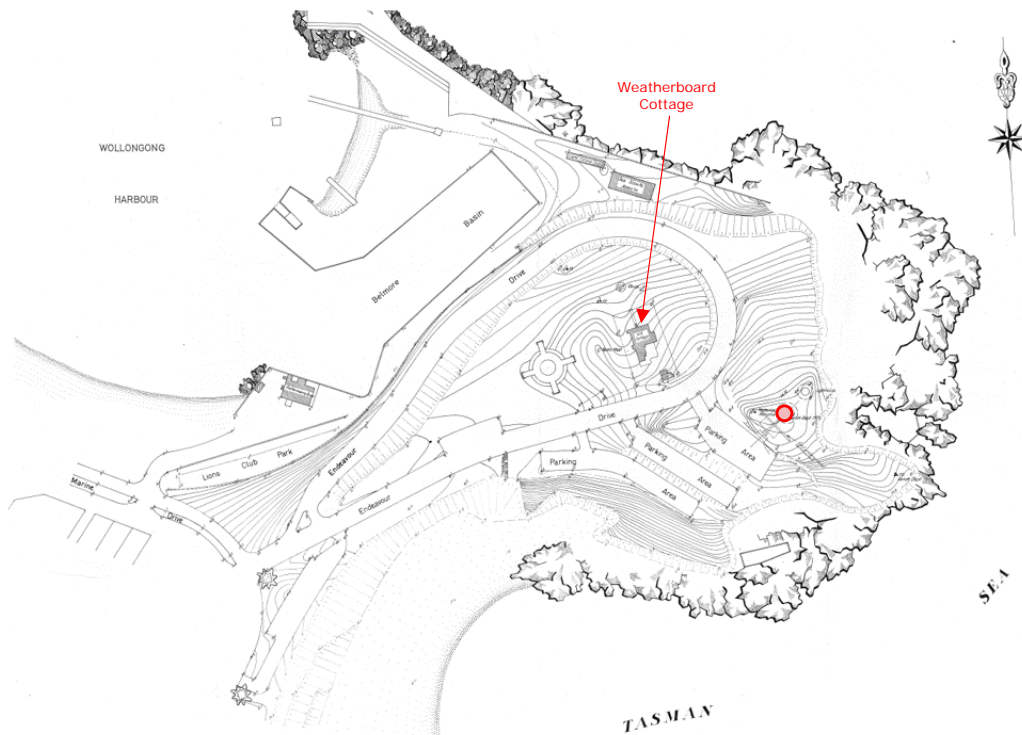 Weatherboard
Cottage
WOLLONGONG
HARBOUR
Basin
Belmore
Drive
Drive
Parking
Area
Parking
Area
Parking
Area
Lions Club Park
Endeavour
Endeavour
Marine
Drive
SEA
TASMAN